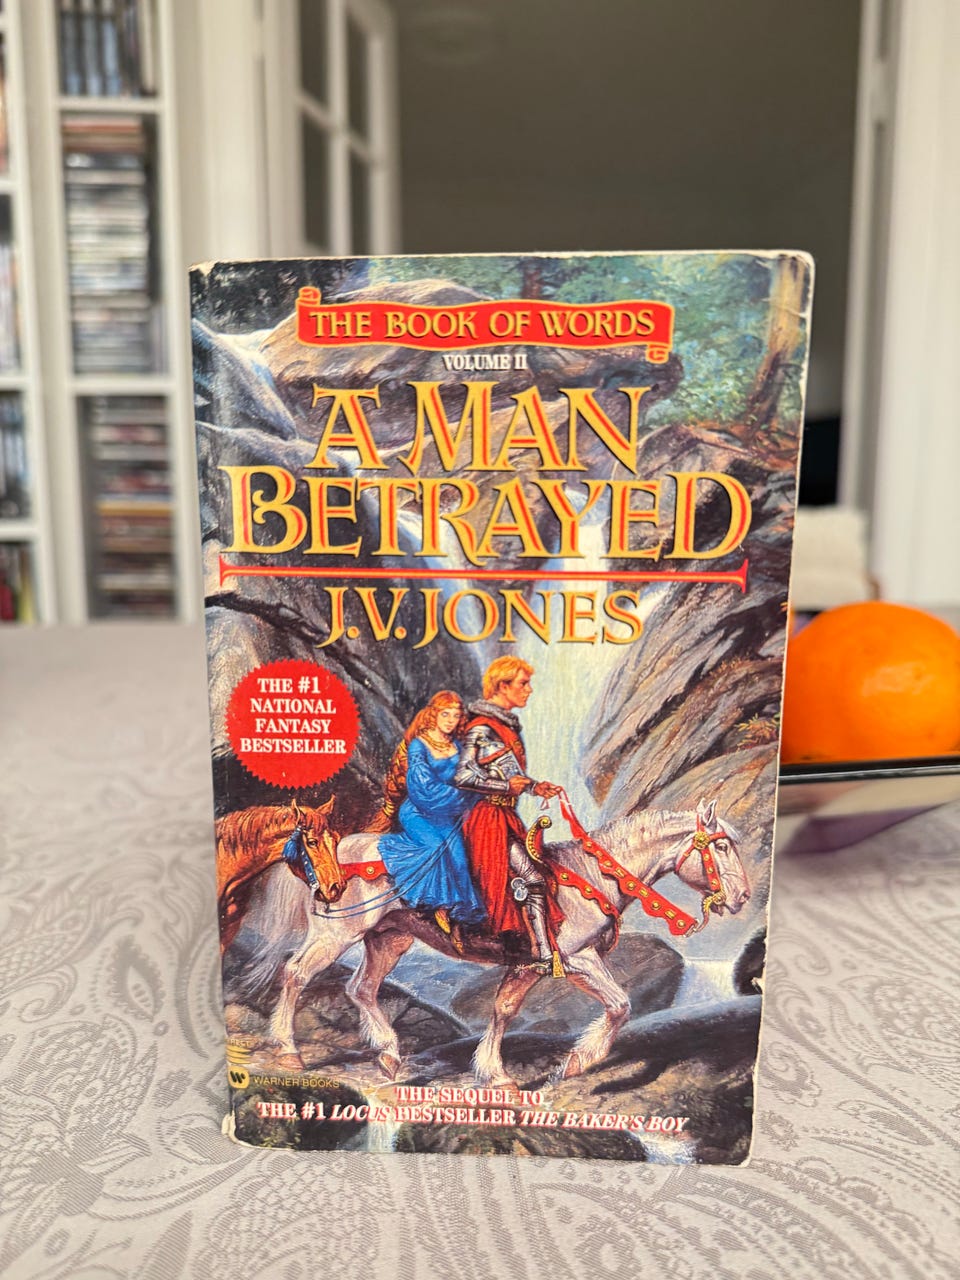 THE BOOK OF WORDS
VOLUME II
A MAN
BETRAYED
J.V. JONES
THE #1
NATIONAL
FANTASY
BESTSELLER
WARNER BOOKS
THE SEQUEL TO
THE #1 LOCUS BESTSELLER THE BAKER'S BOY